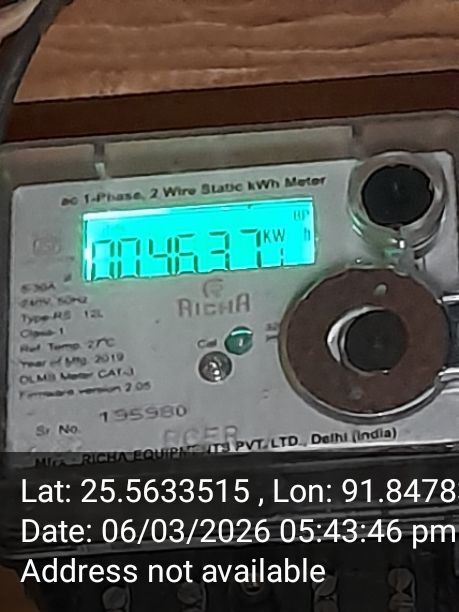 ac 1-Phase, 2 Wire Static kWh Meter
004637
KW
h
5-30A
240V, 50Hz
Type-RS 12L
Class-1
Ref. Temp. 27°C
Year of Mfg. 2019
DLMS Meter CAT-3
Firmware version 2.05
RICHA
Cal
Sr No. 195980
RICHA EQUIPMENTS PVT. LTD., Delhi (India)
Lat: 25.5633515 , Lon: 91.8478
Date: 06/03/2026 05:43:46 pm
Address not available